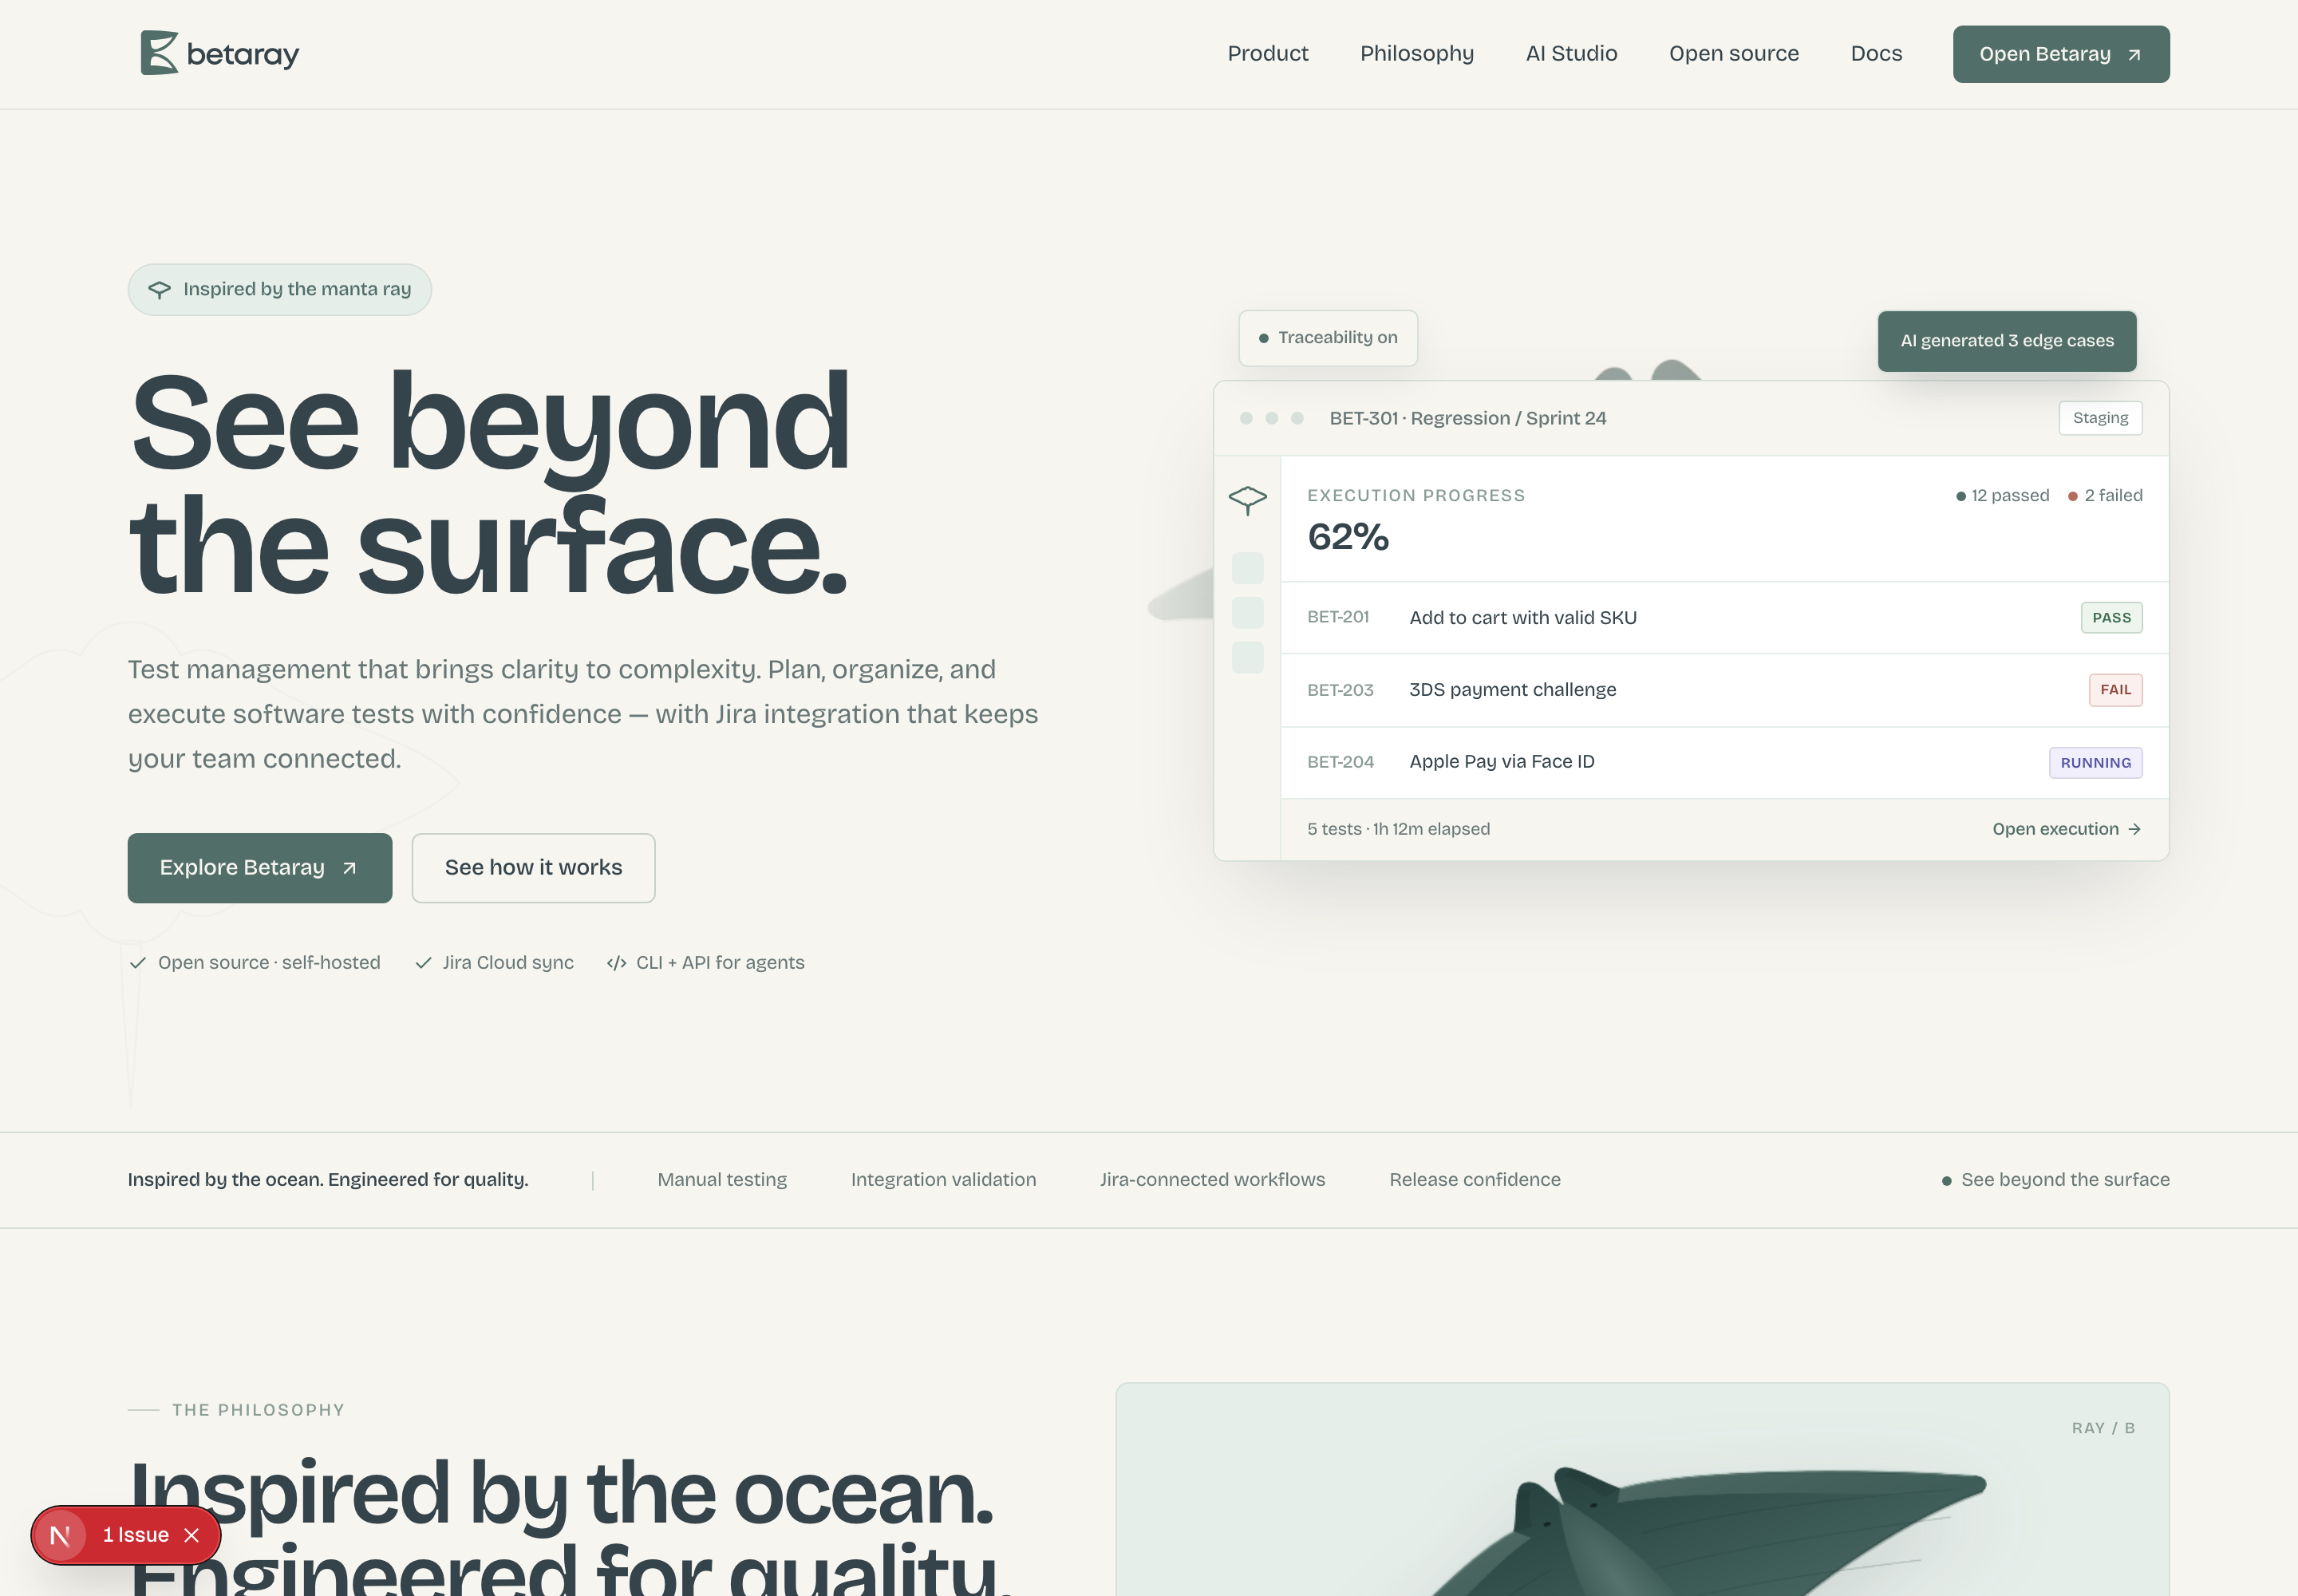 betaray
Product
Philosophy
AI Studio
Open source
Docs
Open Betaray
Inspired by the manta ray
See beyond
the surface.
Test management that brings clarity to complexity. Plan, organize, and
execute software tests with confidence — with Jira integration that keeps
your team connected.
Explore Betaray
See how it works
Open source · self-hosted
Jira Cloud sync
CLI + API for agents
Traceability on
AI generated 3 edge cases
BET-301 · Regression / Sprint 24
Staging
EXECUTION PROGRESS
12 passed
2 failed
62%
BET-201 Add to cart with valid SKU PASS
BET-203 3DS payment challenge FAIL
BET-204 Apple Pay via Face ID RUNNING
5 tests · 1h 12m elapsed
Open execution
Inspired by the ocean. Engineered for quality.
Manual testing
Integration validation
Jira-connected workflows
Release confidence
See beyond the surface
THE PHILOSOPHY
Inspired by the ocean.
Engineered for quality.
RAY / B
N 1 Issue